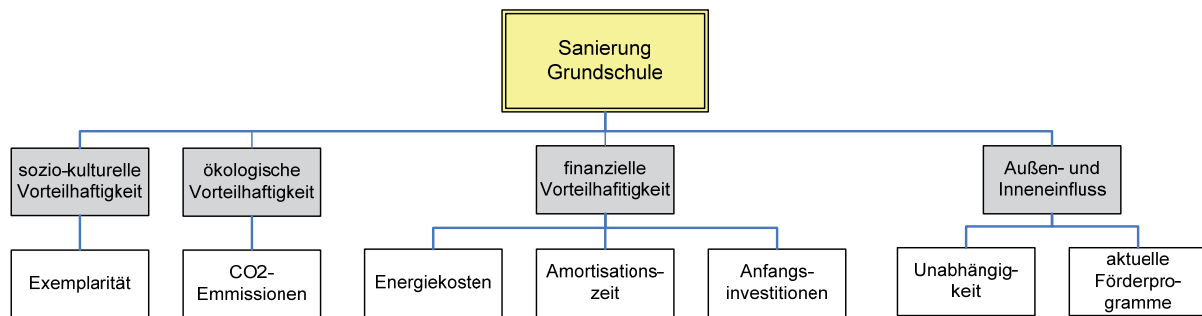 Sanierung
Grundschule
sozio-kulturelle
Vorteilhaftigkeit
ökologische
Vorteilhaftigkeit
finanzielle
Vorteilhafitigkeit
Außen- und
Inneneinfluss
Exemplarität
CO2-
Emmissionen
Energiekosten
Amortisations-
zeit
Anfangs-
investitionen
Unabhängig-
keit
aktuelle
Förderpro-
gramme